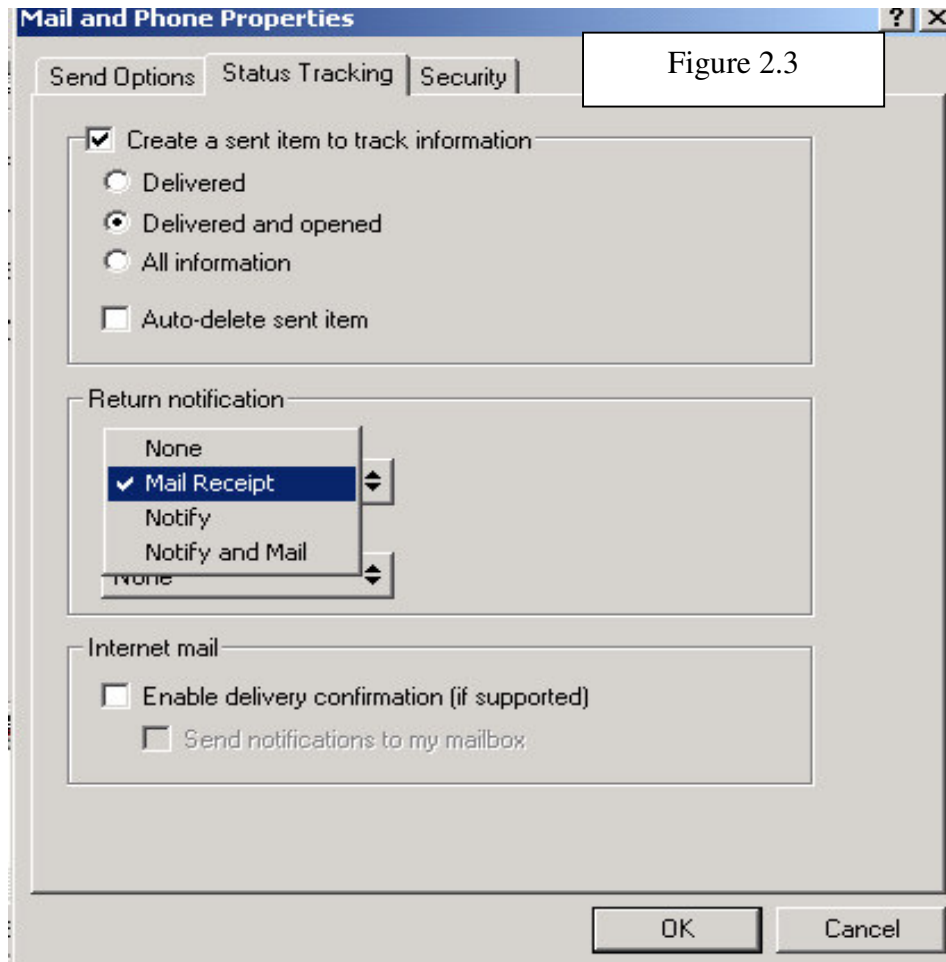 Mail and Phone Properties
Figure 2.3
Send Options Status Tracking Security
Create a sent item to track information
Delivered
Delivered and opened
All information
Auto-delete sent item
Return notification
None
Mail Receipt
Notify
Notify and Mail
None
Internet mail
Enable delivery confirmation (if supported)
Send notifications to my mailbox
OK Cancel